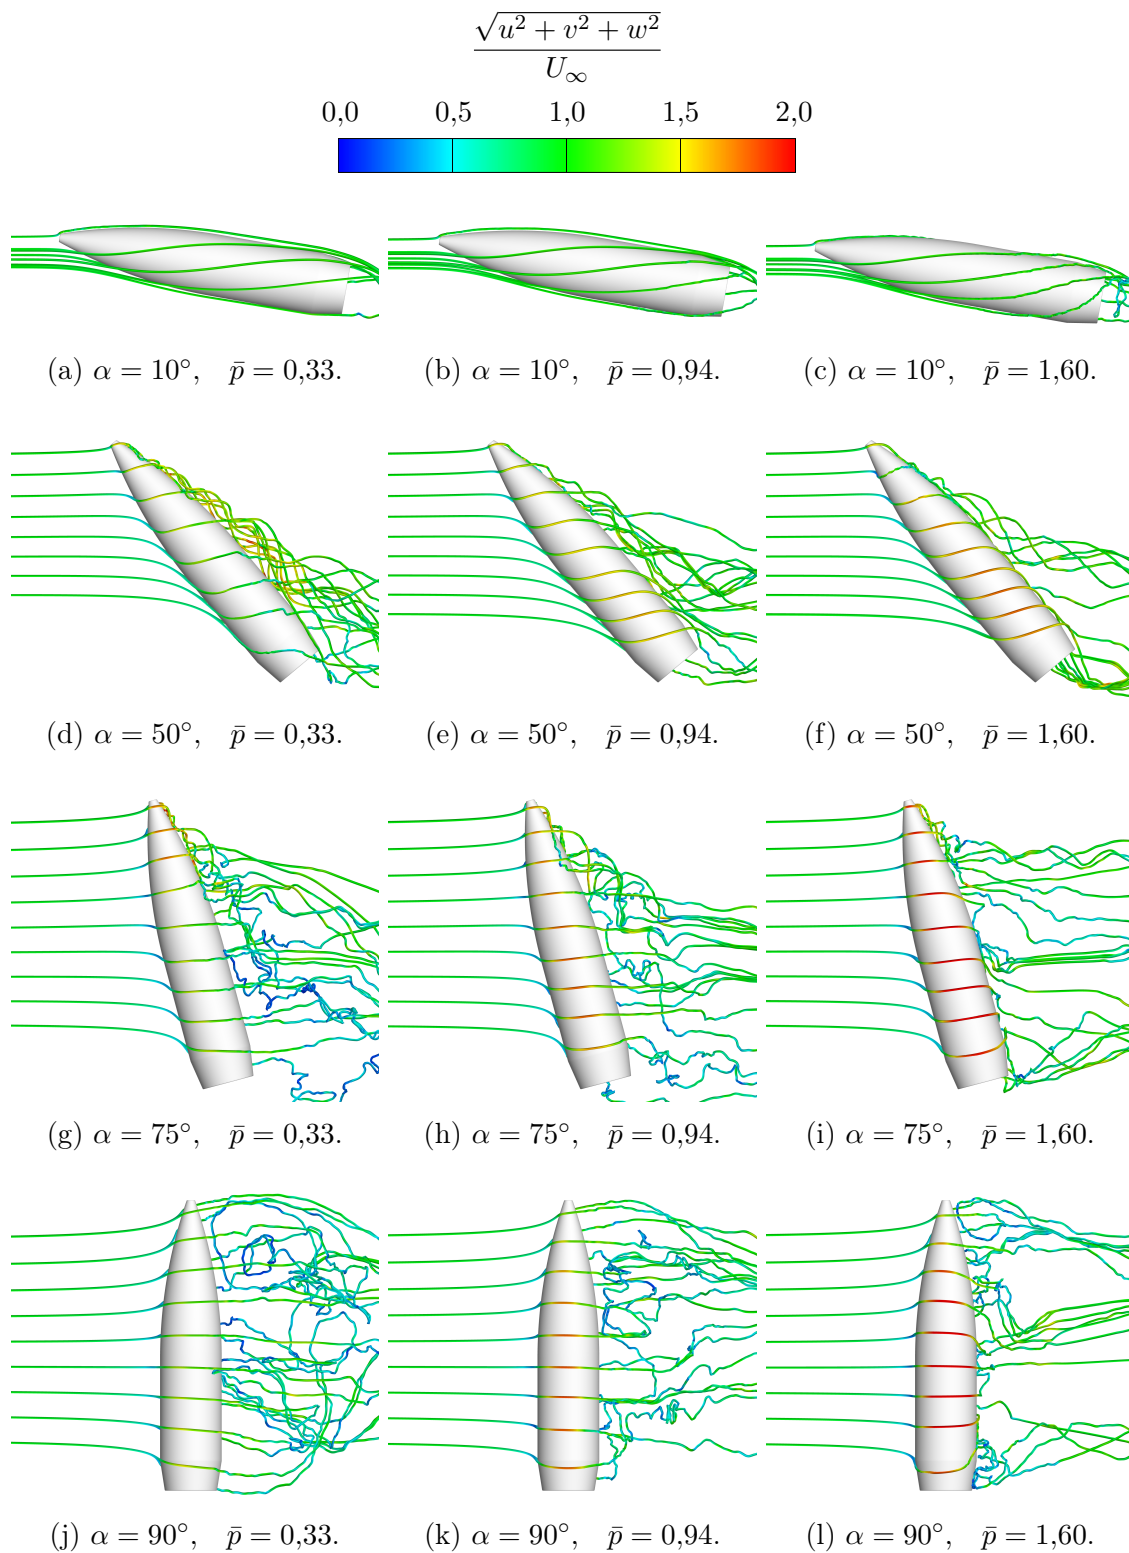 √u² + v² + w²
U∞
0,0 0,5 1,0 1,5 2,0
(a) α = 10°, p̄ = 0,33. (b) α = 10°, p̄ = 0,94. (c) α = 10°, p̄ = 1,60.
(d) α = 50°, p̄ = 0,33. (e) α = 50°, p̄ = 0,94. (f) α = 50°, p̄ = 1,60.
(g) α = 75°, p̄ = 0,33. (h) α = 75°, p̄ = 0,94. (i) α = 75°, p̄ = 1,60.
(j) α = 90°, p̄ = 0,33. (k) α = 90°, p̄ = 0,94. (l) α = 90°, p̄ = 1,60.